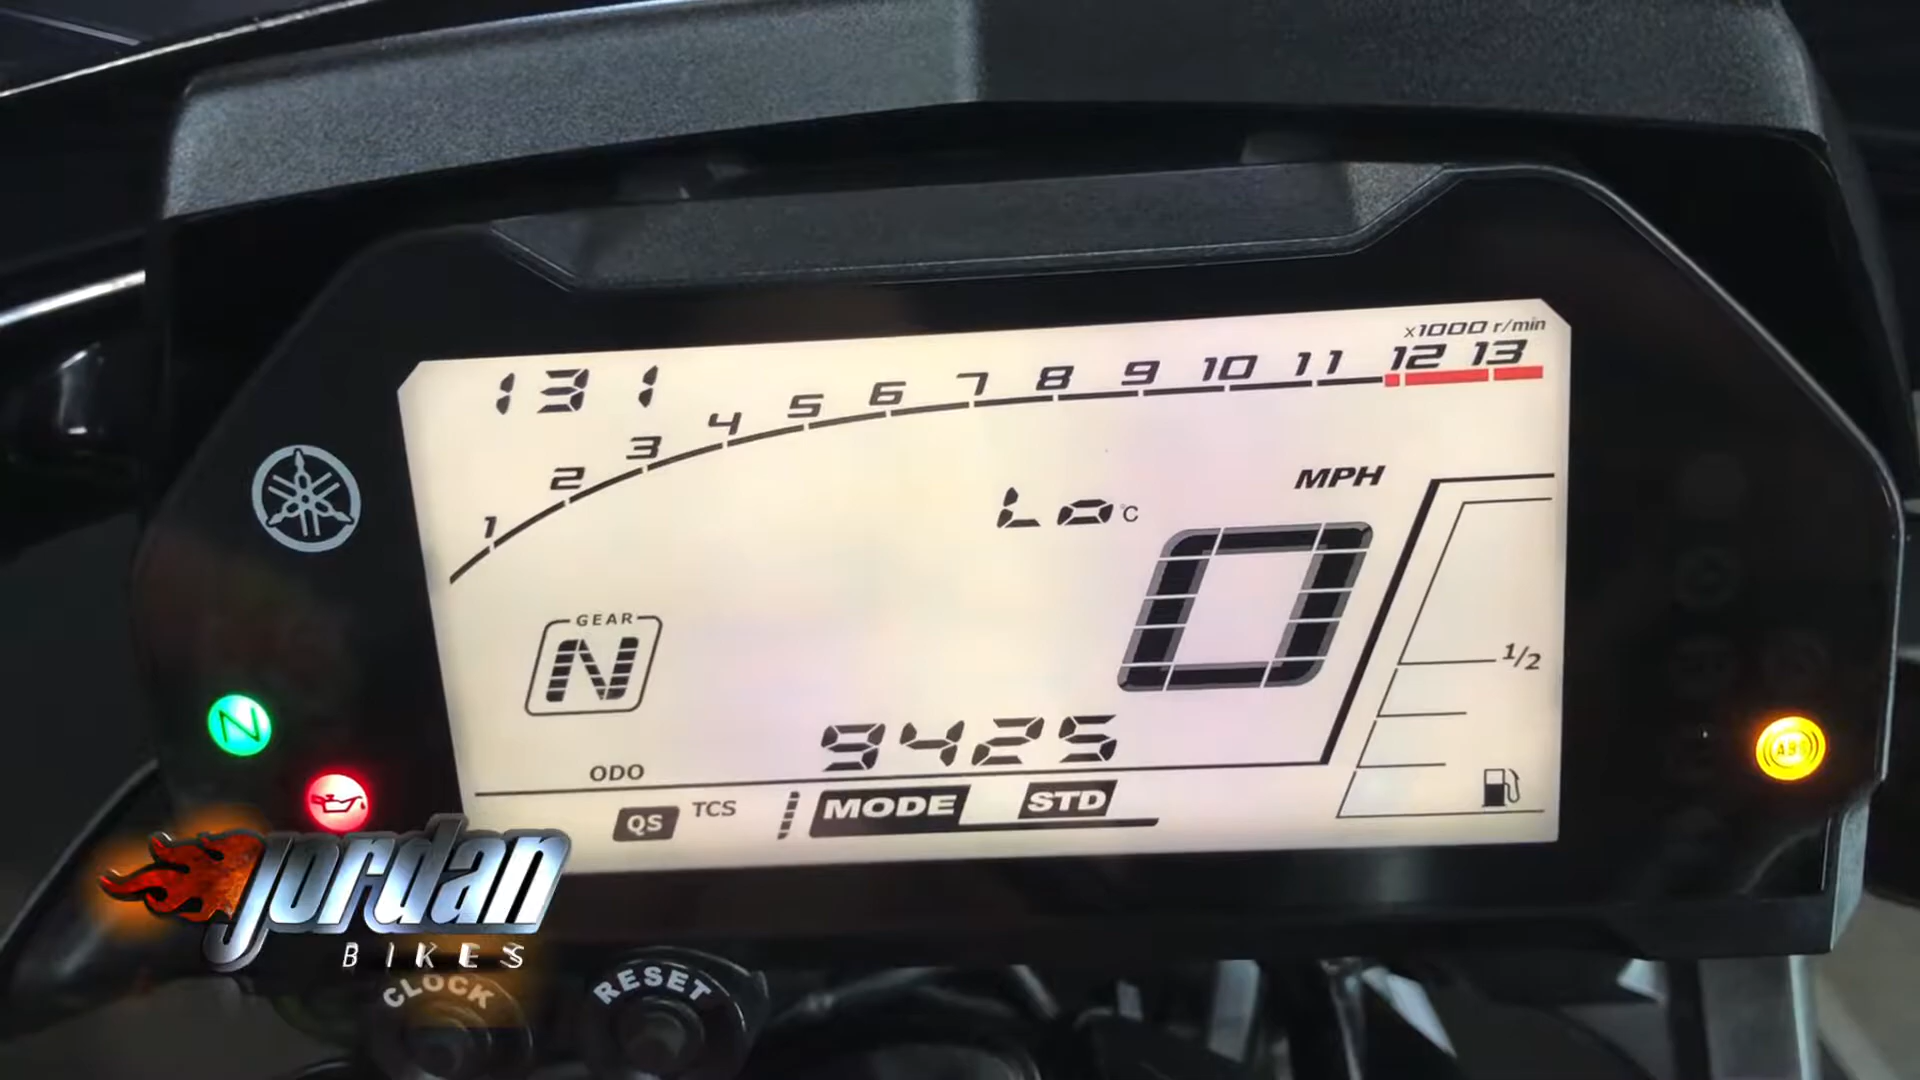 x1000 r/min
131
1 2 3 4 5 6 7 8 9 10 11 12 13
MPH
Lo°C
0
GEAR
N
1/2
N
9425
ODO
ABS
QS TCS MODE STD
jordan
BIKES
CLOCK RESET